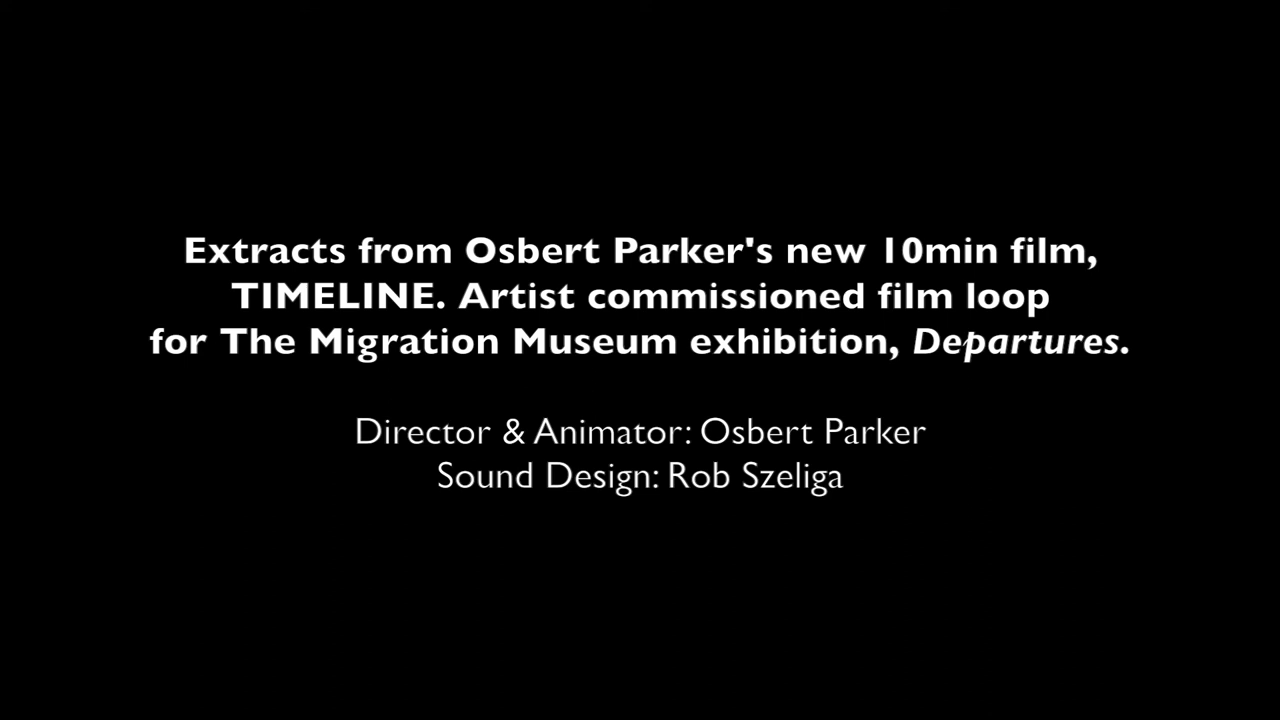 Extracts from Osbert Parker's new 10min film,
TIMELINE. Artist commissioned film loop
for The Migration Museum exhibition, Departures.
Director & Animator: Osbert Parker
Sound Design: Rob Szeliga